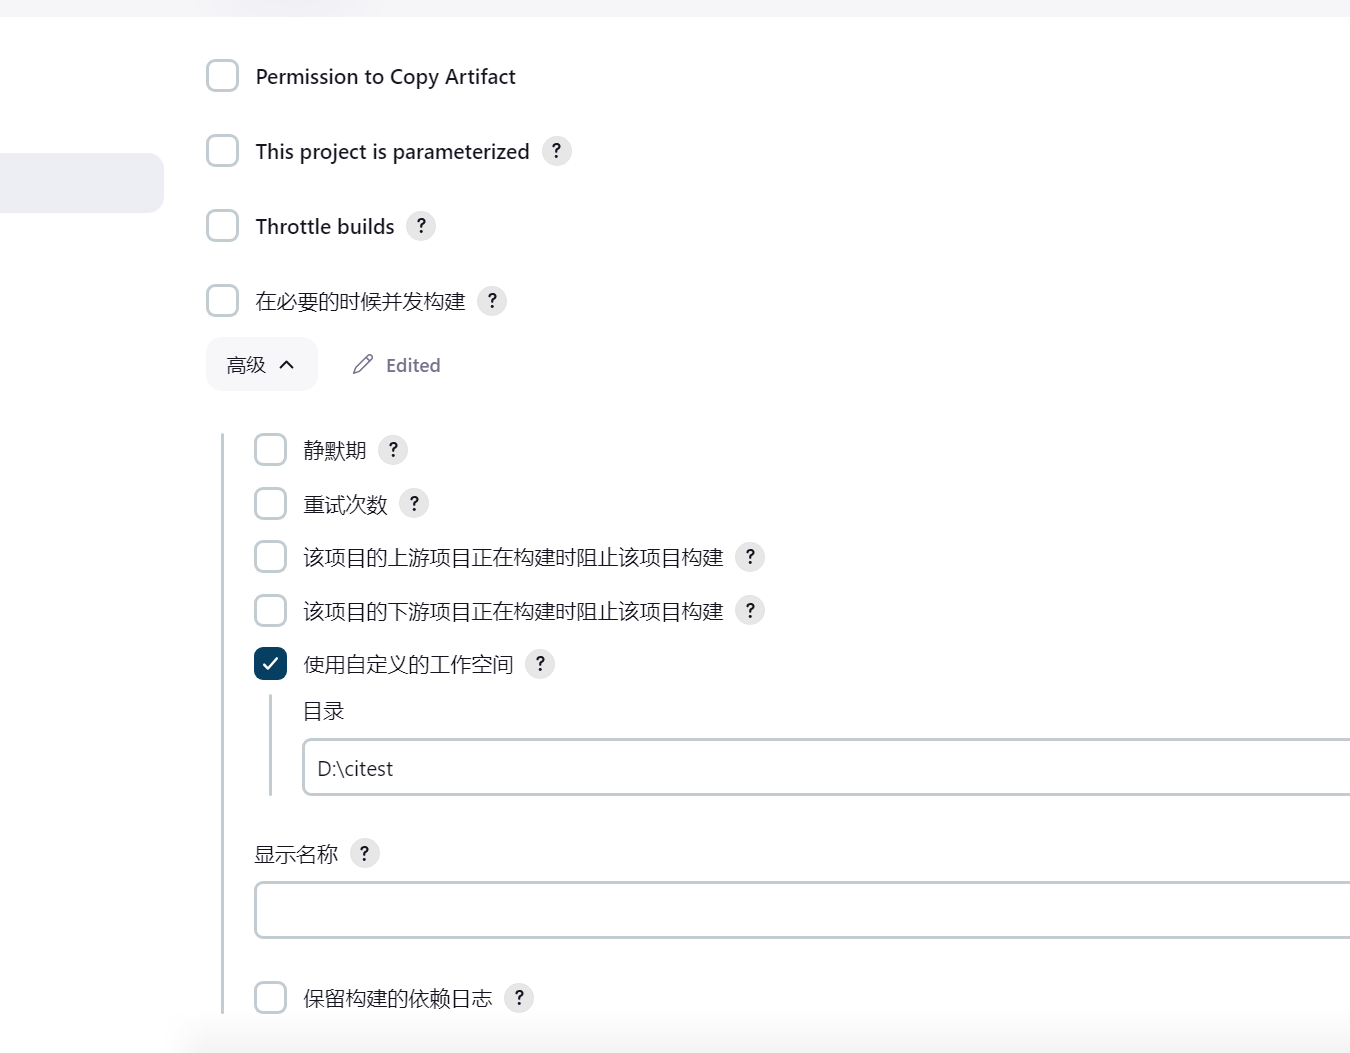 Permission to Copy Artifact
This project is parameterized ?
Throttle builds ?
在必要的时候并发构建 ?
高级 Edited
静默期 ?
重试次数 ?
该项目的上游项目正在构建时阻止该项目构建 ?
该项目的下游项目正在构建时阻止该项目构建 ?
使用自定义的工作空间 ?
目录
D:\citest
显示名称 ?
保留构建的依赖日志 ?